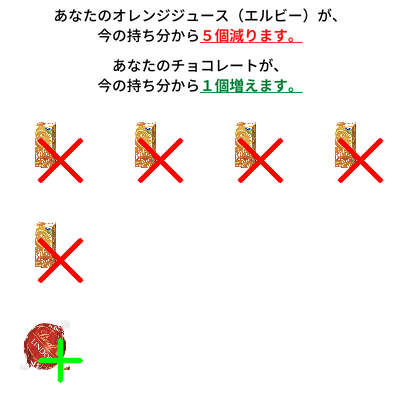 あなたのオレンジジュース（エルビー）が、
今の持ち分から５個減ります。
あなたのチョコレートが、
今の持ち分から１個増えます。
LINDT